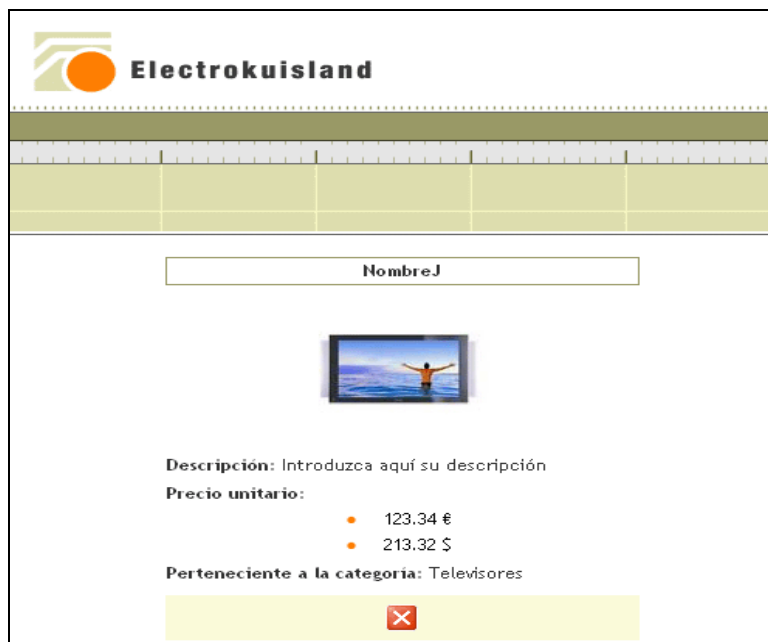 Electrokuisland
NombreJ
Descripción: Introduzca aquí su descripción
Precio unitario:
123.34 €
213.32 $
Perteneciente a la categoría: Televisores